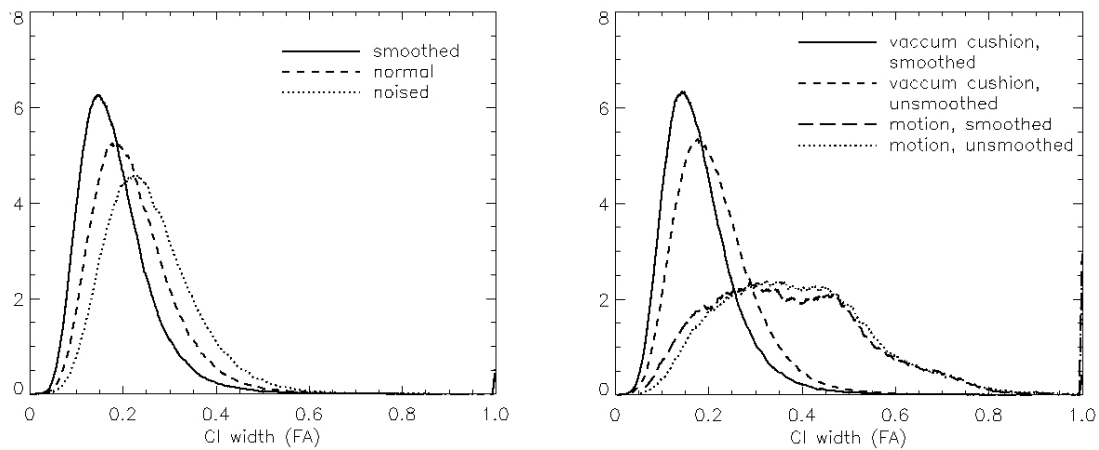 8
6
4
2
0
0
0.2
0.4
0.6
0.8
1.0
CI width (FA)
smoothed
normal
noised
8
6
4
2
0
0
0.2
0.4
0.6
0.8
1.0
CI width (FA)
vaccum cushion,
smoothed
vaccum cushion,
unsmoothed
motion, smoothed
motion, unsmoothed